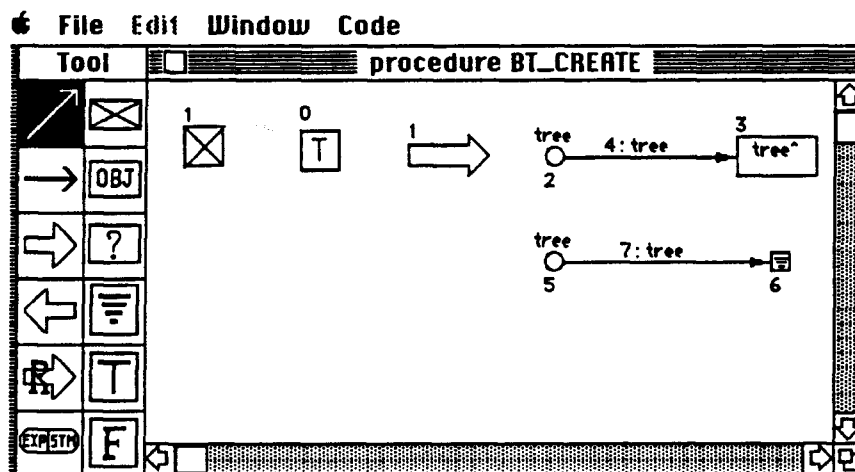 File Edit Window Code
Tool
procedure BT_CREATE
1
0
1
3
T
tree
4: tree
tree^
2
OBJ
tree
7: tree
?
5
6
R
T
EXP STM
F